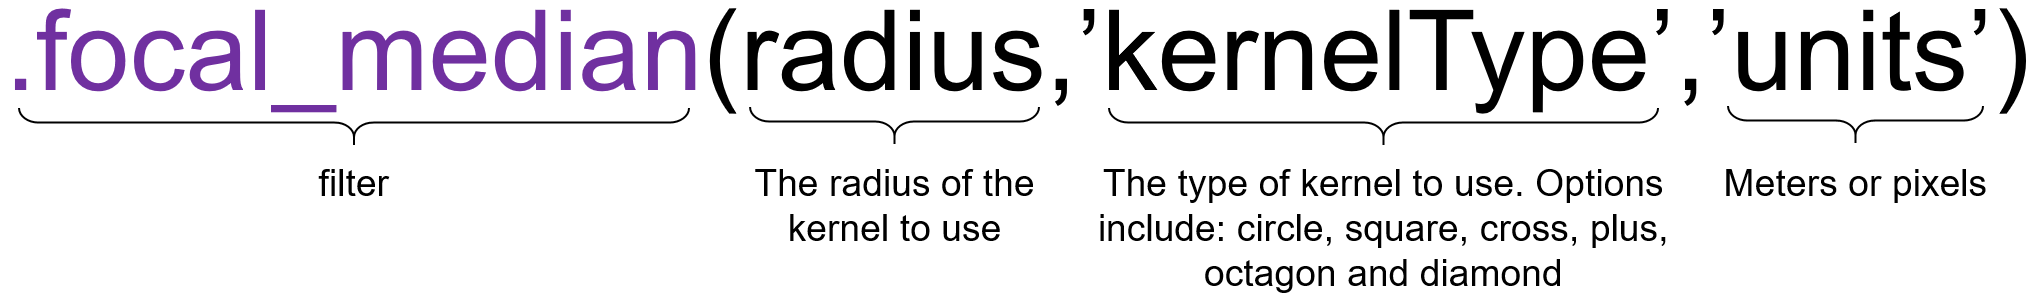 .focal_median(radius,’kernelType’,’units’)
filter
The radius of the
kernel to use
The type of kernel to use. Options
include: circle, square, cross, plus,
octagon and diamond
Meters or pixels